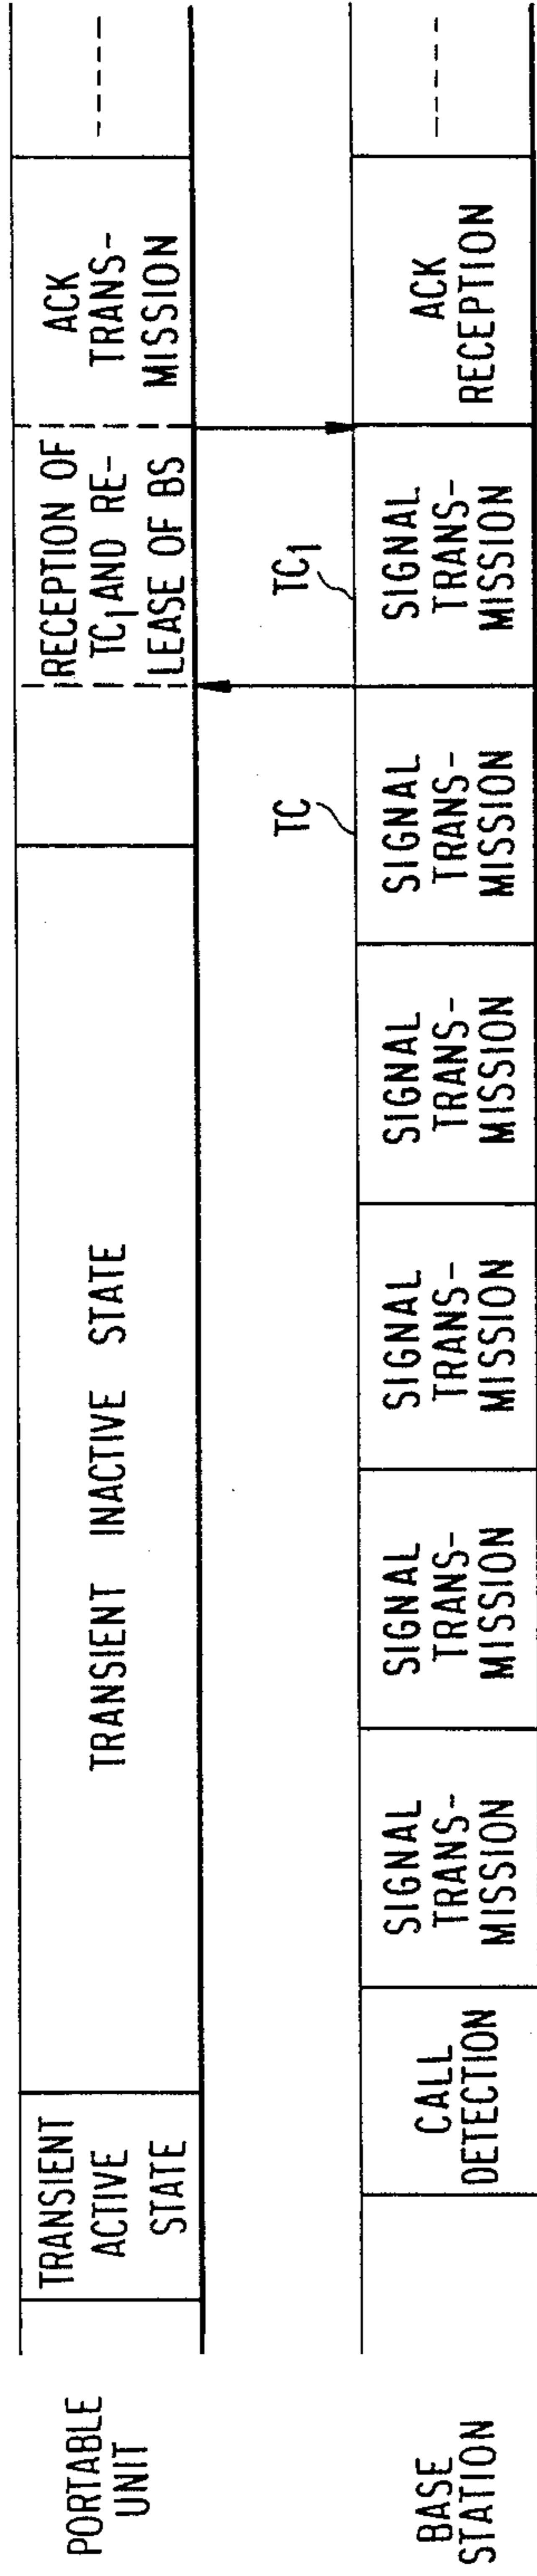 PORTABLE
UNIT
TRANSIENT
ACTIVE
STATE
TRANSIENT INACTIVE STATE
RECEPTION OF
TC1 AND RE-
LEASE OF BS
ACK
TRANS-
MISSION
TC
TC1
BASE
STATION
CALL
DETECTION
SIGNAL
TRANS-
MISSION
SIGNAL
TRANS-
MISSION
SIGNAL
TRANS-
MISSION
SIGNAL
TRANS-
MISSION
SIGNAL
TRANS-
MISSION
SIGNAL
TRANS-
MISSION
ACK
RECEPTION